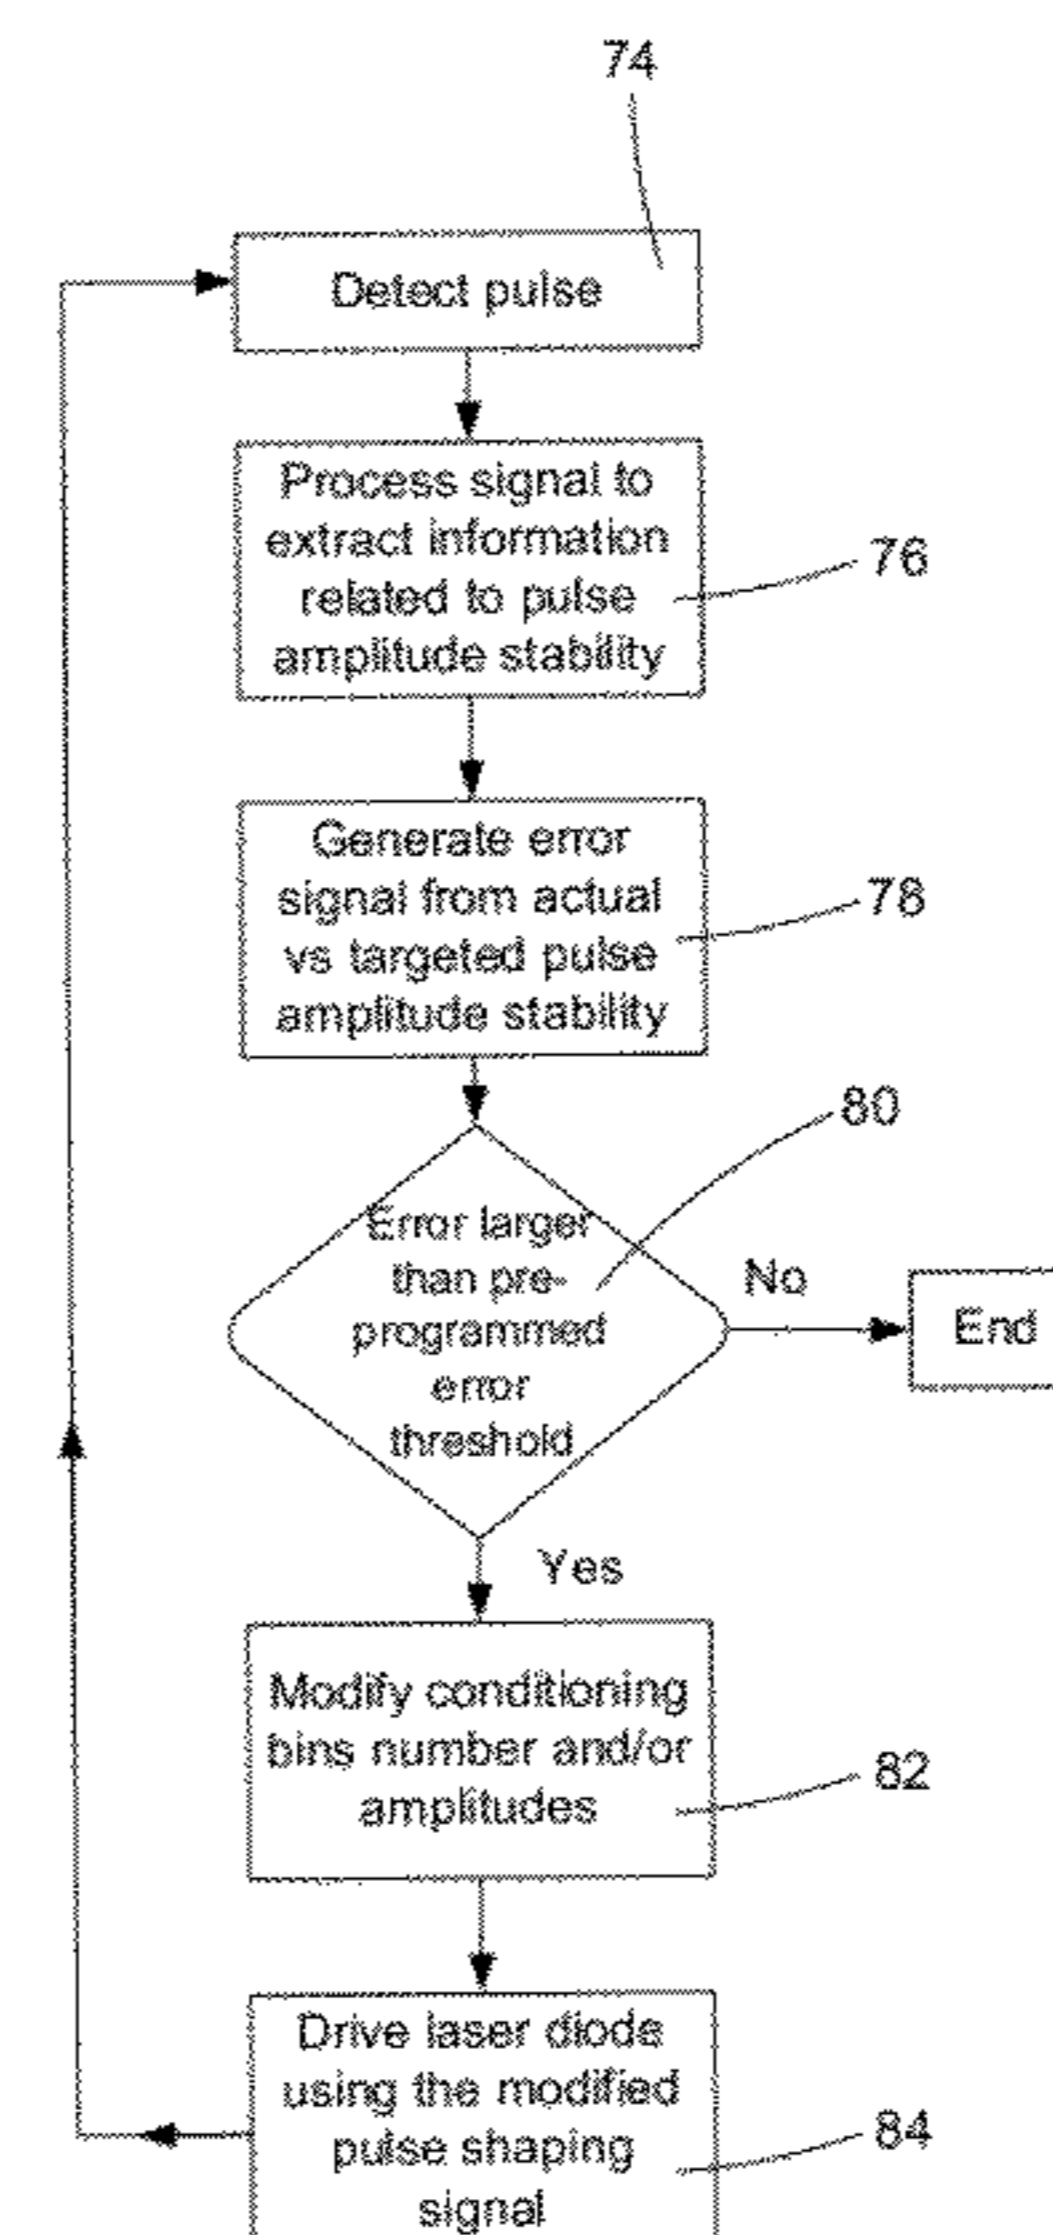 74
Detect pulse
Process signal to
extract information
related to pulse
amplitude stability
76
Generate error
signal from actual
vs targeted pulse
amplitude stability
78
80
Error larger
than pre-
programmed
error
threshold
No
End
Yes
Modify conditioning
bins number and/or
amplitudes
82
Drive laser diode
using the modified
pulse shaping
signal
84